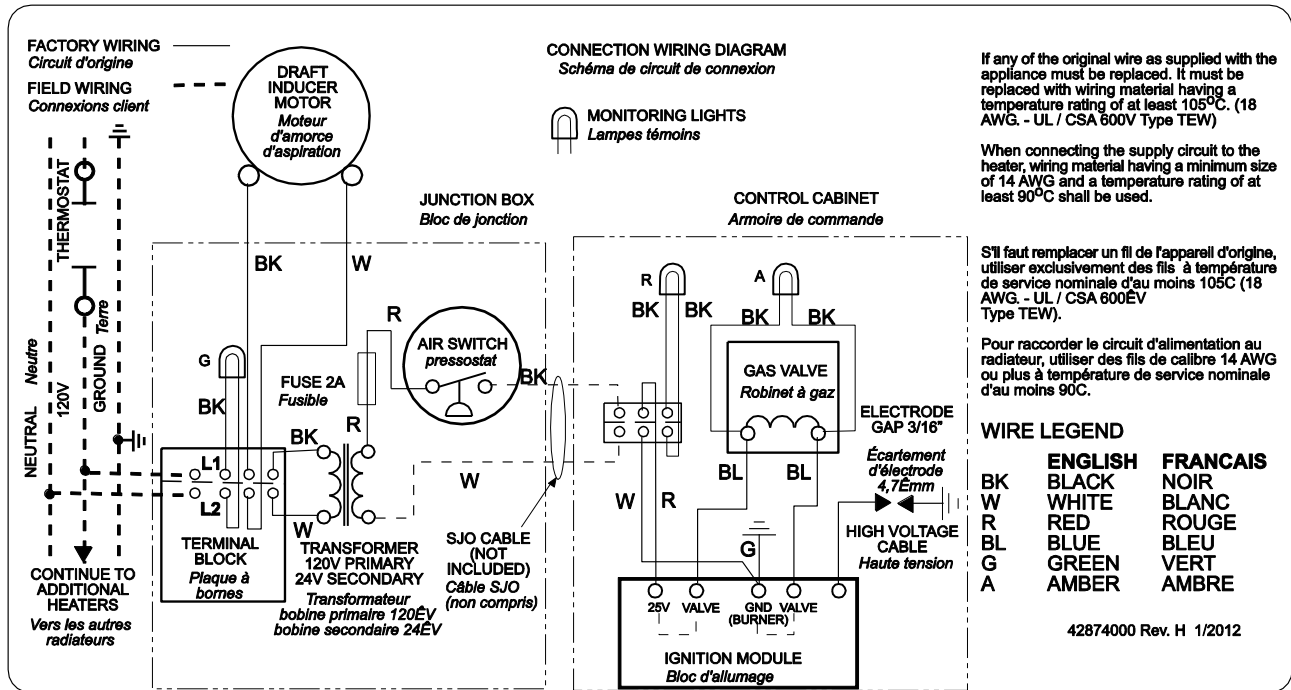 FACTORY WIRING
Circuit d'origine
FIELD WIRING
Connexions client
DRAFT
INDUCER
MOTOR
Moteur
d'amorce
d'aspiration
CONNECTION WIRING DIAGRAM
Schéma de circuit de connexion
MONITORING LIGHTS
Lampes témoins
If any of the original wire as supplied with the
appliance must be replaced. It must be
replaced with wiring material having a
temperature rating of at least 105°C. (18
AWG. - UL / CSA 600V Type TEW)
When connecting the supply circuit to the
heater, wiring material having a minimum size
of 14 AWG and a temperature rating of at
least 90°C shall be used.
S'il faut remplacer un fil de l'appareil d'origine,
utiliser exclusivement des fils à température
de service nominale d'au moins 105C (18
AWG. - UL / CSA 600ÊV
Type TEW).
Pour raccorder le circuit d'alimentation au
radiateur, utiliser des fils de calibre 14 AWG
ou plus à température de service nominale
d'au moins 90C.
WIRE LEGEND
ENGLISH FRANCAIS
BK BLACK NOIR
W WHITE BLANC
R RED ROUGE
BL BLUE BLEU
G GREEN VERT
A AMBER AMBRE
42874000 Rev. H 1/2012
THERMOSTAT
NEUTRAL Neutre
120V
GROUND Terre
CONTINUE TO
ADDITIONAL
HEATERS
Vers les autres
radiateurs
JUNCTION BOX
Bloc de jonction
BK
W
R
G
BK
FUSE 2A
Fusible
AIR SWITCH
pressostat
BK
R
BK
L1
L2
W
W
TERMINAL
BLOCK
Plaque à
bornes
TRANSFORMER
120V PRIMARY
24V SECONDARY
Transformateur
bobine primaire 120ÊV
bobine secondaire 24ÊV
SJO CABLE
(NOT
INCLUDED)
Câble SJO
(non compris)
CONTROL CABINET
Armoire de commande
R
A
BK
BK
BK
BK
GAS VALVE
Robinet à gaz
ELECTRODE
GAP 3/16"
Écartement
d'électrode
4,7Êmm
BL
BL
W
R
G
HIGH VOLTAGE
CABLE
Haute tension
25V
VALVE
GND
(BURNER)
VALVE
IGNITION MODULE
Bloc d'allumage